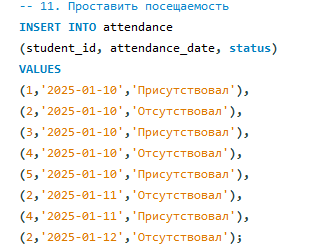 -- 11. Проставить посещаемость
INSERT INTO attendance
(student_id, attendance_date, status)
VALUES
(1,'2025-01-10','Присутствовал'),
(2,'2025-01-10','Отсутствовал'),
(3,'2025-01-10','Присутствовал'),
(4,'2025-01-10','Отсутствовал'),
(5,'2025-01-10','Присутствовал'),
(2,'2025-01-11','Отсутствовал'),
(4,'2025-01-11','Присутствовал'),
(2,'2025-01-12','Отсутствовал');